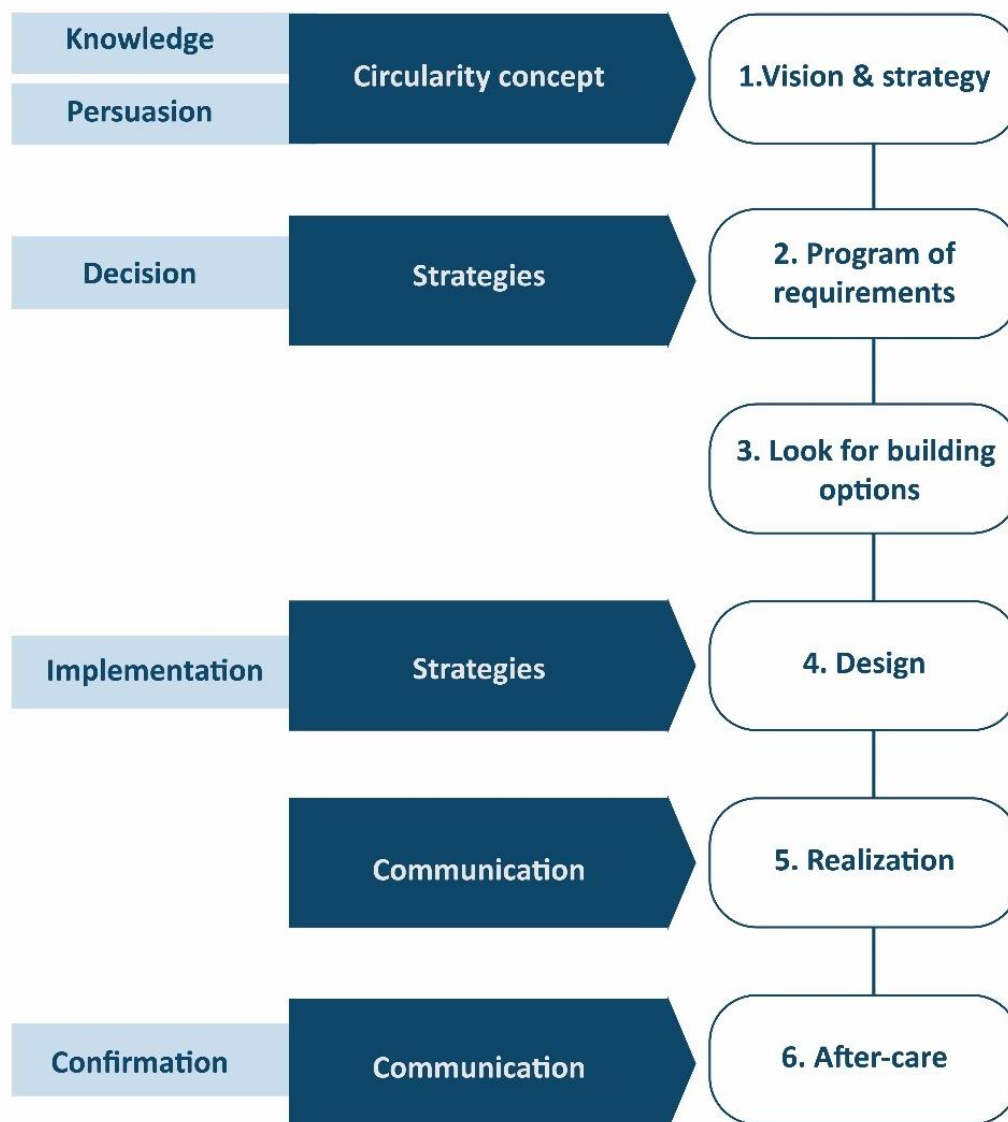 Knowledge
Persuasion
Circularity concept
1.Vision & strategy
Decision
Strategies
2. Program of
requirements
3. Look for building
options
Implementation
Strategies
4. Design
Communication
5. Realization
Confirmation
Communication
6. After-care